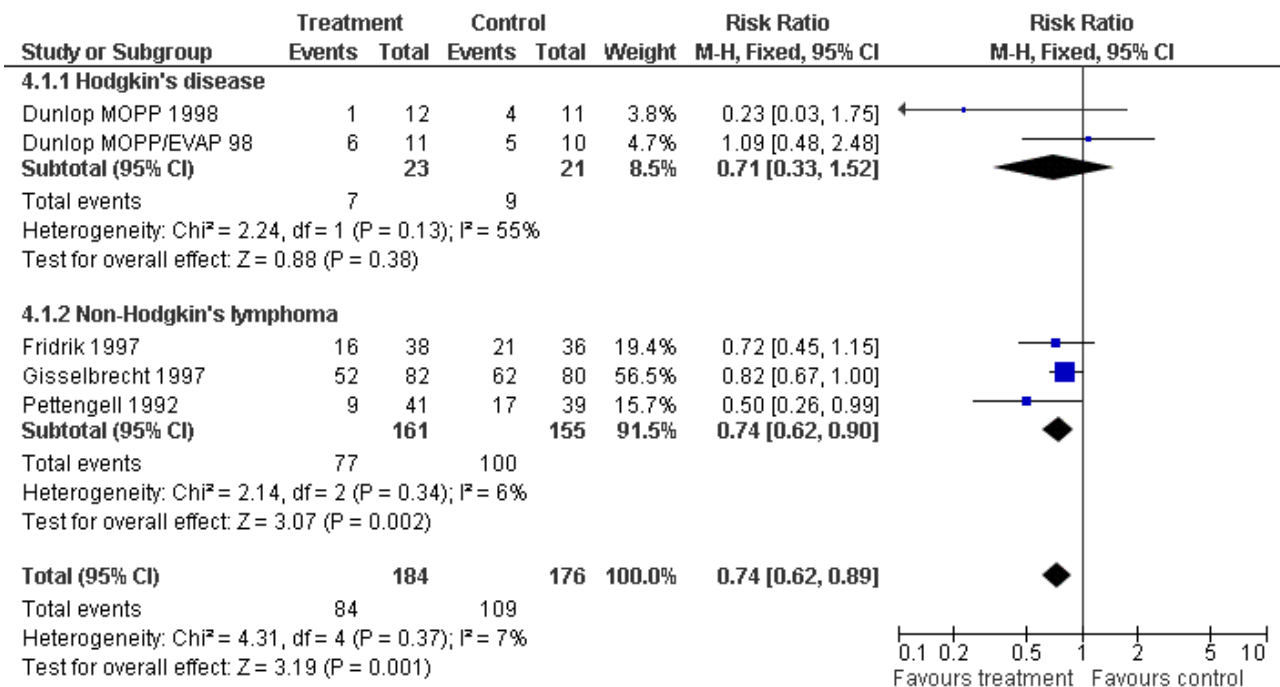 Treatment Control Risk Ratio Risk Ratio
Study or Subgroup Events Total Events Total Weight M-H, Fixed, 95% CI M-H, Fixed, 95% CI
4.1.1 Hodgkin's disease
Dunlop MOPP 1998 1 12 4 11 3.8% 0.23 [0.03, 1.75]
Dunlop MOPP/EVAP 98 6 11 5 10 4.7% 1.09 [0.48, 2.48]
Subtotal (95% CI) 23 21 8.5% 0.71 [0.33, 1.52]
Total events 7 9
Heterogeneity: Chi² = 2.24, df = 1 (P = 0.13); I² = 55%
Test for overall effect: Z = 0.88 (P = 0.38)
4.1.2 Non-Hodgkin's lymphoma
Fridrik 1997 16 38 21 36 19.4% 0.72 [0.45, 1.15]
Gisselbrecht 1997 52 82 62 80 56.5% 0.82 [0.67, 1.00]
Pettengell 1992 9 41 17 39 15.7% 0.50 [0.26, 0.99]
Subtotal (95% CI) 161 155 91.5% 0.74 [0.62, 0.90]
Total events 77 100
Heterogeneity: Chi² = 2.14, df = 2 (P = 0.34); I² = 6%
Test for overall effect: Z = 3.07 (P = 0.002)
Total (95% CI) 184 176 100.0% 0.74 [0.62, 0.89]
Total events 84 109
Heterogeneity: Chi² = 4.31, df = 4 (P = 0.37); I² = 7%
Test for overall effect: Z = 3.19 (P = 0.001)
0.1 0.2 0.5 1 2 5 10
Favours treatment Favours control